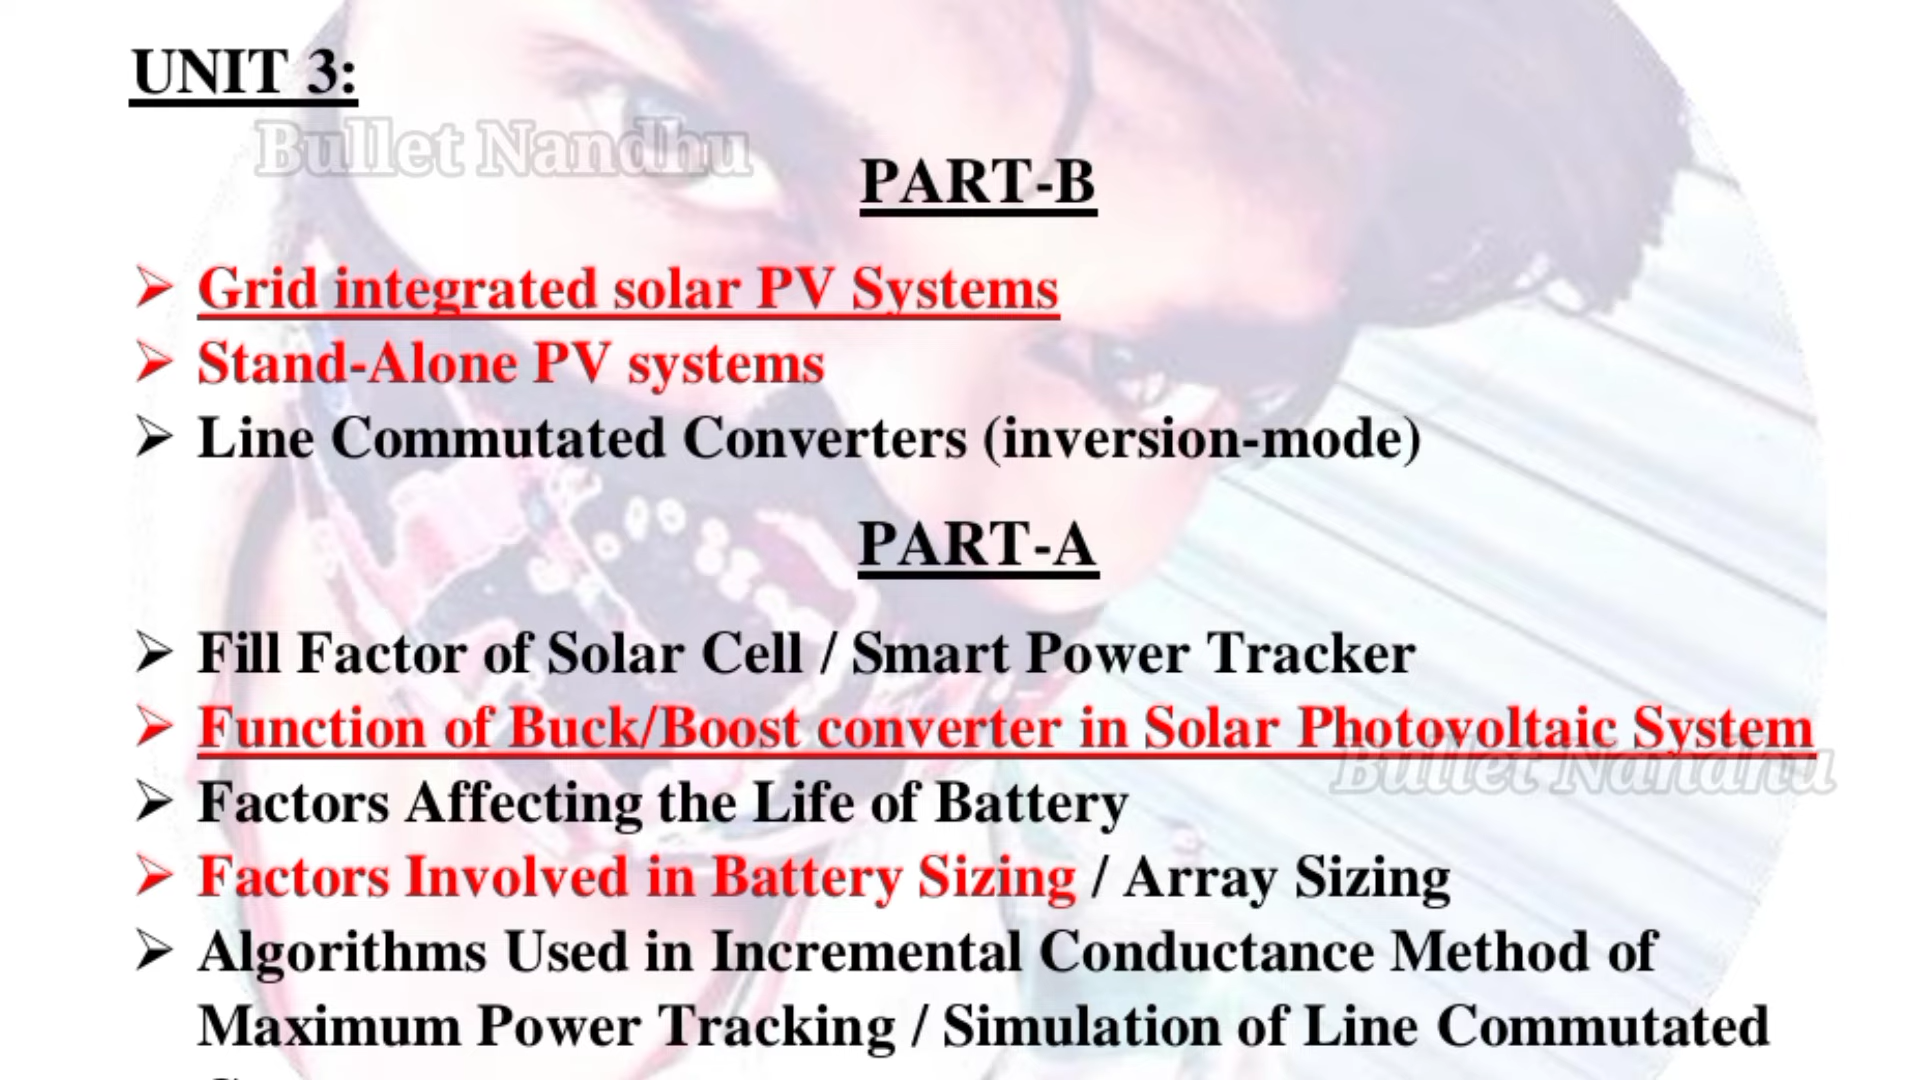 UNIT 3:
Bullet Nandhu
PART-B
➢ Grid integrated solar PV Systems
➢ Stand-Alone PV systems
➢ Line Commutated Converters (inversion-mode)
PART-A
➢ Fill Factor of Solar Cell / Smart Power Tracker
➢ Function of Buck/Boost converter in Solar Photovoltaic System
Bullet Nandhu
➢ Factors Affecting the Life of Battery
➢ Factors Involved in Battery Sizing / Array Sizing
➢ Algorithms Used in Incremental Conductance Method of
Maximum Power Tracking / Simulation of Line Commutated